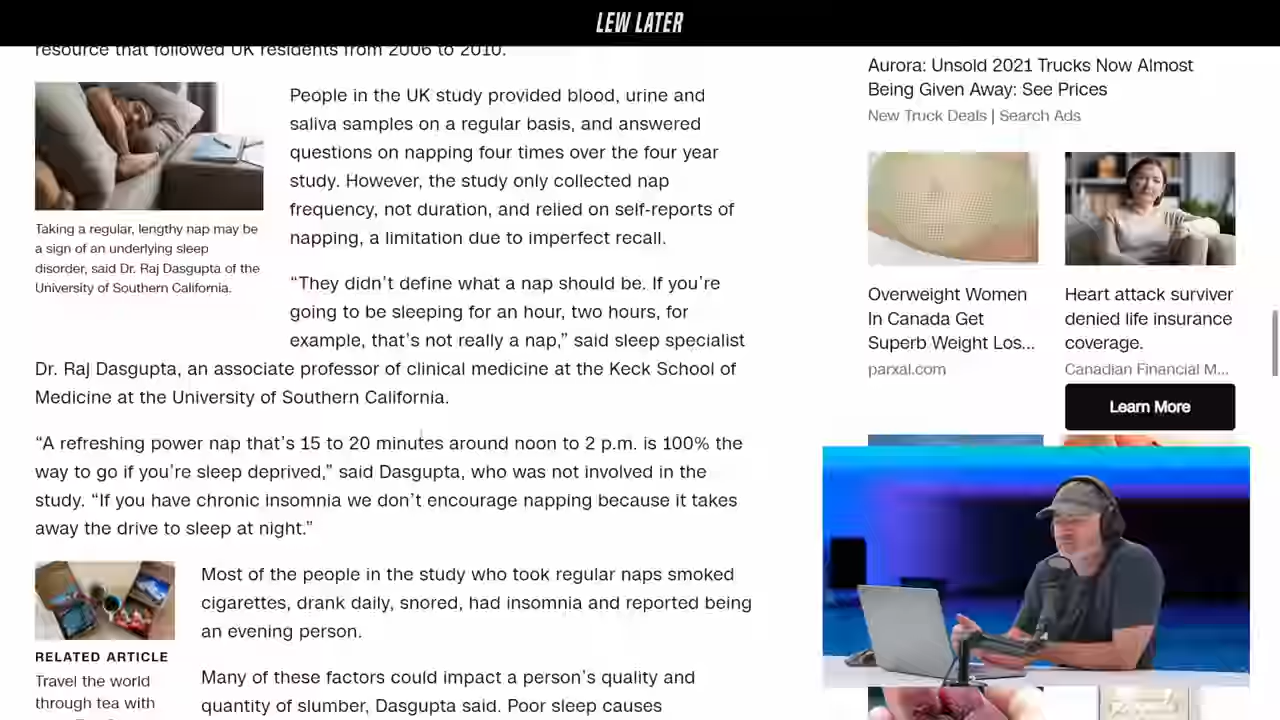 LEW LATER
resource that followed UK residents from 2006 to 2010.
People in the UK study provided blood, urine and
saliva samples on a regular basis, and answered
questions on napping four times over the four year
study. However, the study only collected nap
frequency, not duration, and relied on self-reports of
napping, a limitation due to imperfect recall.
Taking a regular, lengthy nap may be
a sign of an underlying sleep
disorder, said Dr. Raj Dasgupta of the
University of Southern California.
“They didn’t define what a nap should be. If you’re
going to be sleeping for an hour, two hours, for
example, that’s not really a nap,” said sleep specialist
Dr. Raj Dasgupta, an associate professor of clinical medicine at the Keck School of
Medicine at the University of Southern California.
“A refreshing power nap that’s 15 to 20 minutes around noon to 2 p.m. is 100% the
way to go if you’re sleep deprived,” said Dasgupta, who was not involved in the
study. “If you have chronic insomnia we don’t encourage napping because it takes
away the drive to sleep at night.”
Most of the people in the study who took regular naps smoked
cigarettes, drank daily, snored, had insomnia and reported being
an evening person.
RELATED ARTICLE
Travel the world
through tea with
Many of these factors could impact a person’s quality and
quantity of slumber, Dasgupta said. Poor sleep causes
Aurora: Unsold 2021 Trucks Now Almost
Being Given Away: See Prices
New Truck Deals | Search Ads
Overweight Women
In Canada Get
Superb Weight Los...
parxal.com
Heart attack surviver
denied life insurance
coverage.
Canadian Financial M...
Learn More